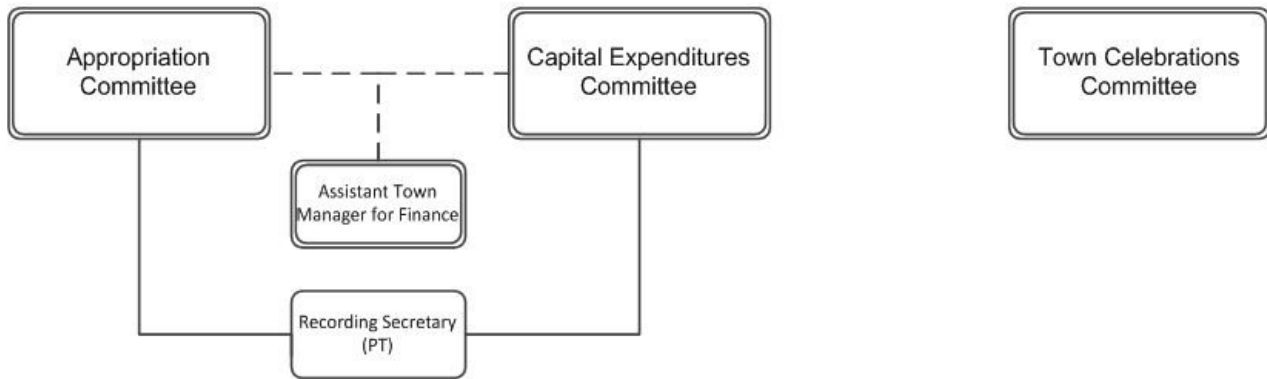 Appropriation
Committee
Capital Expenditures
Committee
Town Celebrations
Committee
Assistant Town
Manager for Finance
Recording Secretary
(PT)